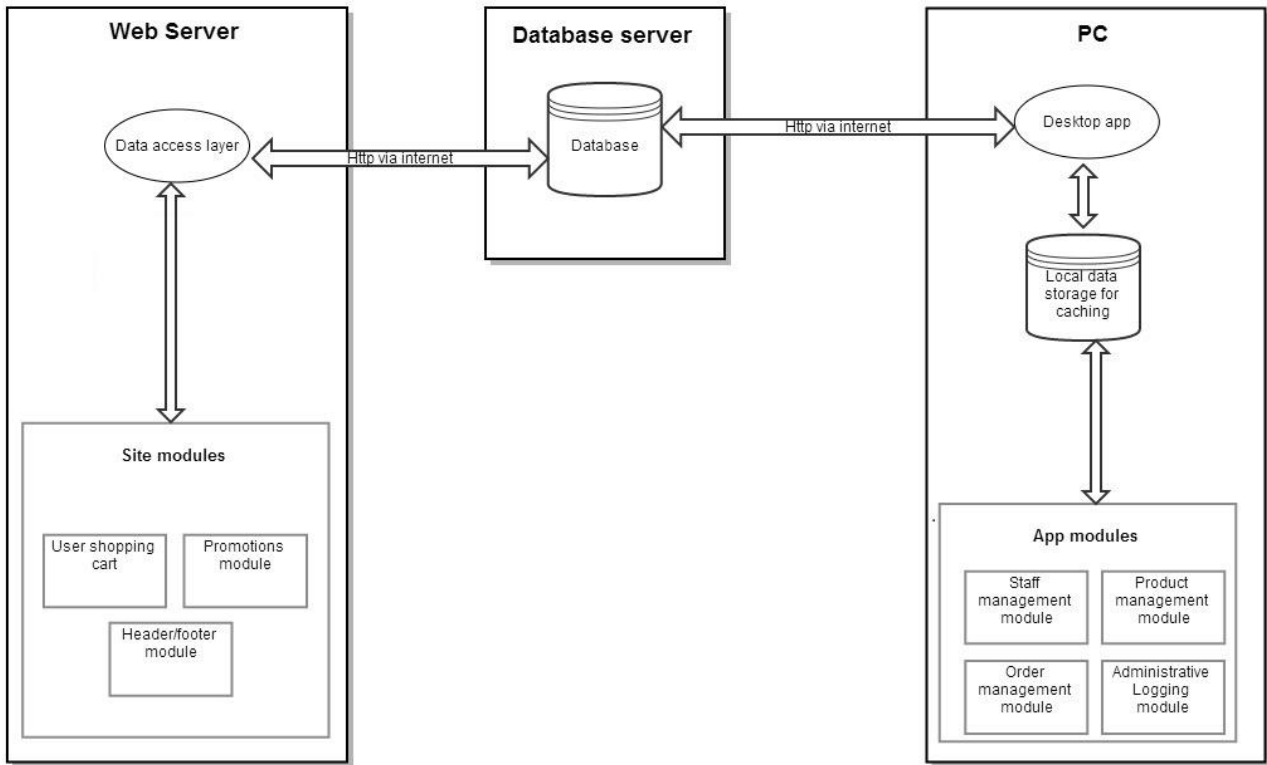 Web Server
Data access layer
Http via internet
Site modules
User shopping
cart
Promotions
module
Header/footer
module
Database server
Database
Http via internet
PC
Desktop app
Local data
storage for
caching
App modules
Staff
management
module
Product
management
module
Order
management
module
Administrative
Logging
module